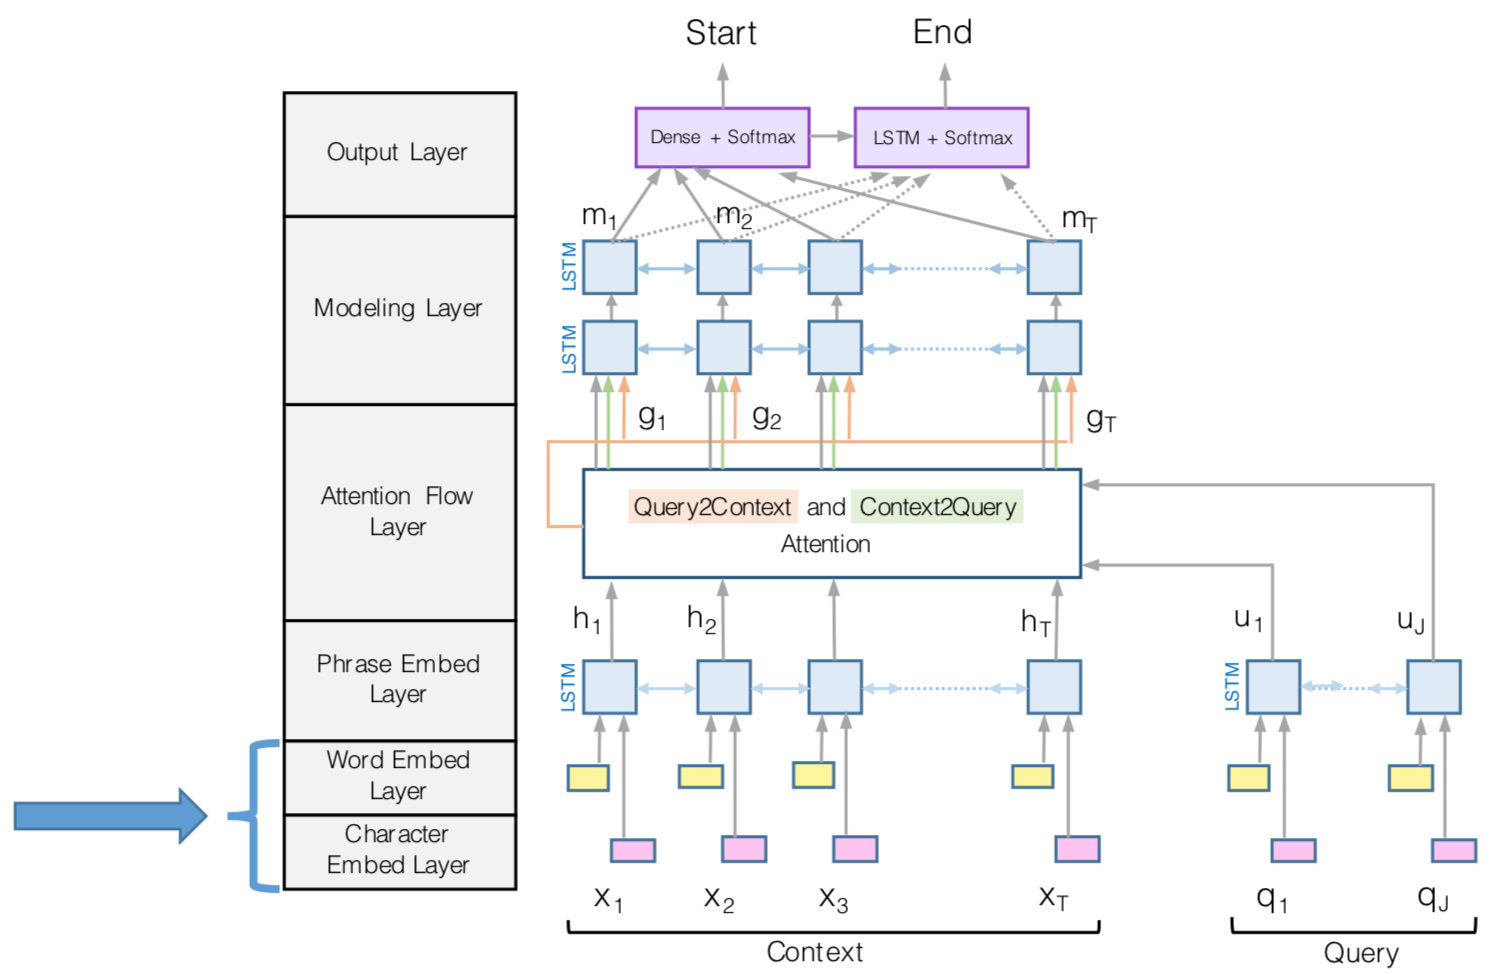 Start End
Output Layer
Dense + Softmax
LSTM + Softmax
m1 m2 mT
LSTM
Modeling Layer
LSTM
g1 g2 gT
Attention Flow
Layer
Query2Context and Context2Query
Attention
h1 h2 hT u1 uJ
Phrase Embed
Layer
LSTM
LSTM
Word Embed
Layer
Character
Embed Layer
x1 x2 x3 xT q1 qJ
Context Query